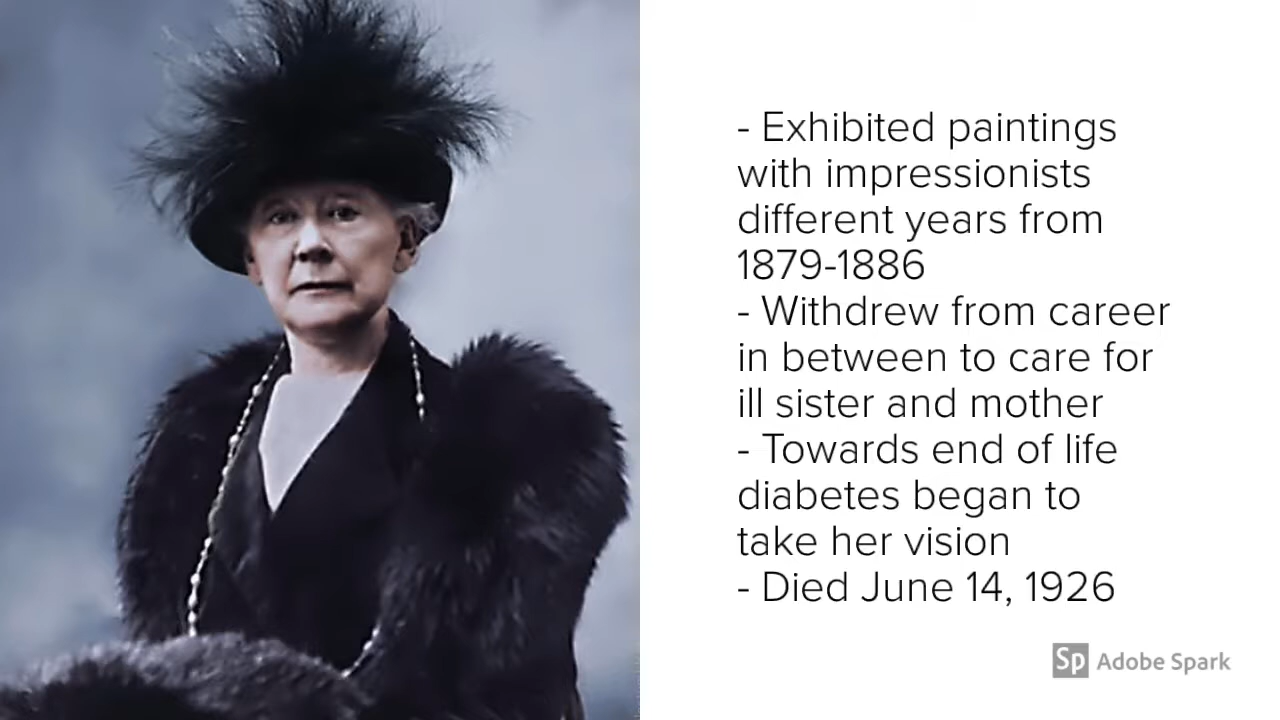 - Exhibited paintings
with impressionists
different years from
1879-1886
- Withdrew from career
in between to care for
ill sister and mother
- Towards end of life
diabetes began to
take her vision
- Died June 14, 1926
Sp Adobe Spark